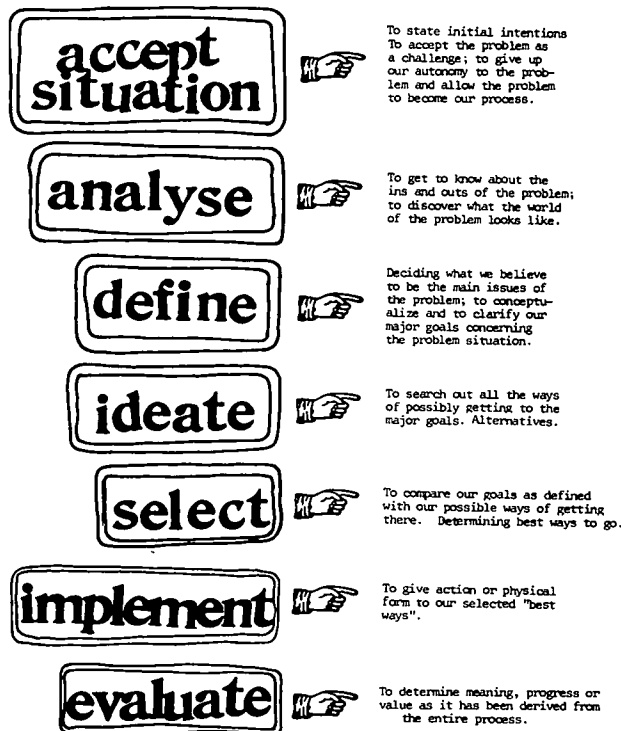 accept
situation
To state initial intentions
To accept the problem as
a challenge; to give up
our autonomy to the prob-
lem and allow the problem
to become our process.
analyse
To get to know about the
ins and outs of the problem;
to discover what the world
of the problem looks like.
define
Deciding what we believe
to be the main issues of
the problem; to conceptu-
alize and to clarify our
major goals concerning
the problem situation.
ideate
To search out all the ways
of possibly getting to the
major goals. Alternatives.
select
To compare our goals as defined
with our possible ways of getting
there.  Determining best ways to go.
implement
To give action or physical
form to our selected "best
ways".
evaluate
To determine meaning, progress or
value as it has been derived from
the entire process.